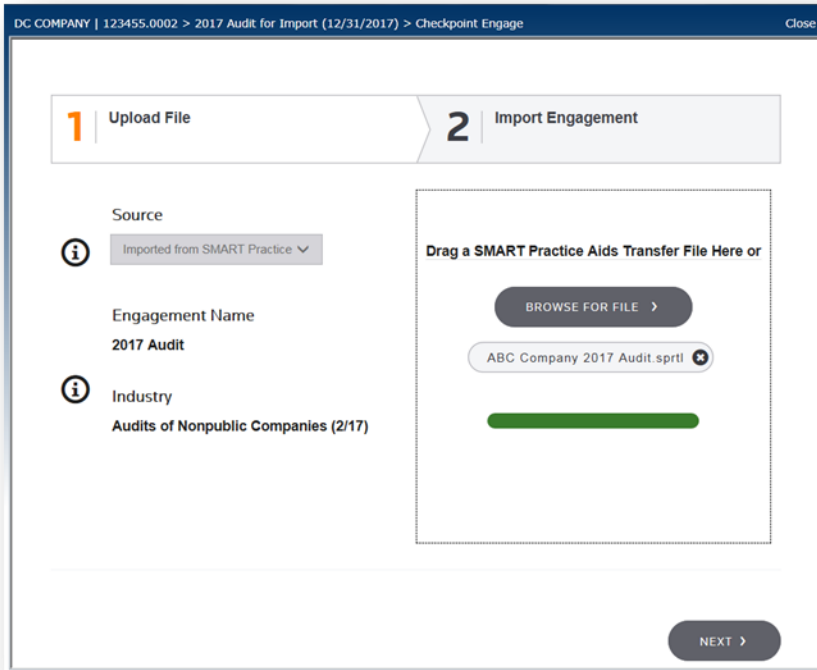 DC COMPANY | 123455.0002 > 2017 Audit for Import (12/31/2017) > Checkpoint Engage
Close
1 Upload File
2 Import Engagement
Source
Imported from SMART Practice
Engagement Name
2017 Audit
Industry
Audits of Nonpublic Companies (2/17)
Drag a SMART Practice Aids Transfer File Here or
BROWSE FOR FILE
ABC Company 2017 Audit.sprtl
NEXT